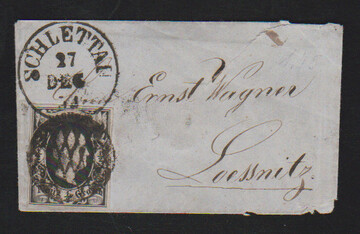 SCHLETTAU
27
DEC
Ernst Wagner
Loessnitz.